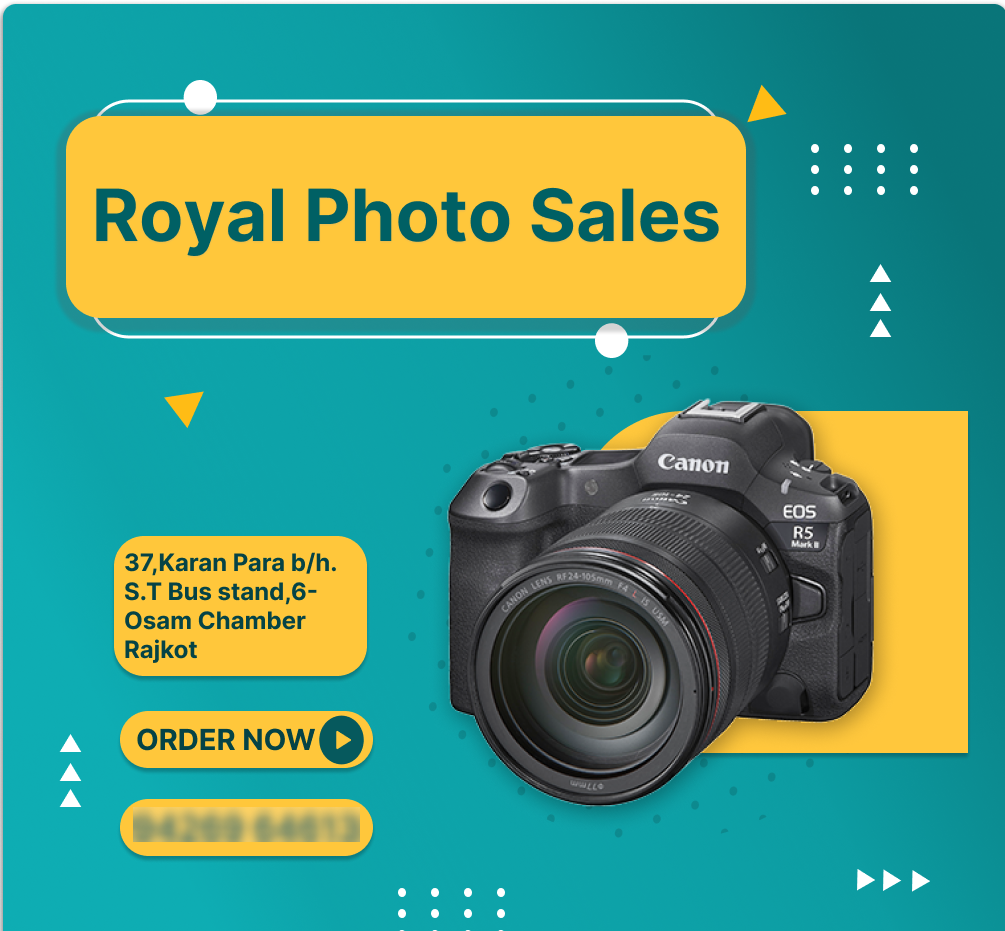 Royal Photo Sales
Canon
EOS
R5
Mark II
CANON LENS RF24-105mm F4 L IS USM
Φ77mm
37,Karan Para b/h.
S.T Bus stand,6-
Osam Chamber
Rajkot
ORDER NOW